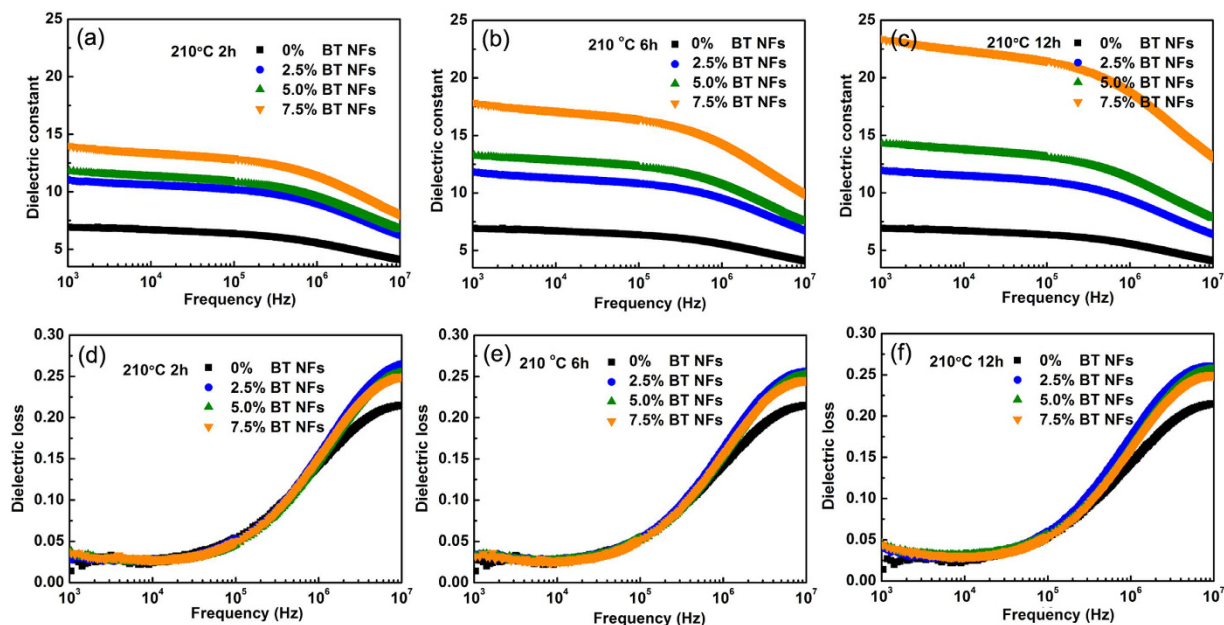 (a)
210°C 2h
0% BT NFs
2.5% BT NFs
5.0% BT NFs
7.5% BT NFs
Dielectric constant
25
20
15
10
5
10³ 10⁴ 10⁵ 10⁶ 10⁷
Frequency (Hz)
(b)
210 °C 6h
0% BT NFs
2.5% BT NFs
5.0% BT NFs
7.5% BT NFs
Dielectric constant
25
20
15
10
5
10³ 10⁴ 10⁵ 10⁶ 10⁷
Frequency (Hz)
(c)
210°C 12h
0% BT NFs
2.5% BT NFs
5.0% BT NFs
7.5% BT NFs
Dielectric constant
25
20
15
10
5
10³ 10⁴ 10⁵ 10⁶ 10⁷
Frequency (Hz)
(d)
210°C 2h
0% BT NFs
2.5% BT NFs
5.0% BT NFs
7.5% BT NFs
Dielectric loss
0.30
0.25
0.20
0.15
0.10
0.05
0.00
10³ 10⁴ 10⁵ 10⁶ 10⁷
Frequency (Hz)
(e)
210 °C 6h
0% BT NFs
2.5% BT NFs
5.0% BT NFs
7.5% BT NFs
Dielectric loss
0.30
0.25
0.20
0.15
0.10
0.05
0.00
10³ 10⁴ 10⁵ 10⁶ 10⁷
Frequency (Hz)
(f)
210°C 12h
0% BT NFs
2.5% BT NFs
5.0% BT NFs
7.5% BT NFs
Dielectric loss
0.30
0.25
0.20
0.15
0.10
0.05
0.00
10³ 10⁴ 10⁵ 10⁶ 10⁷
Frequency (Hz)